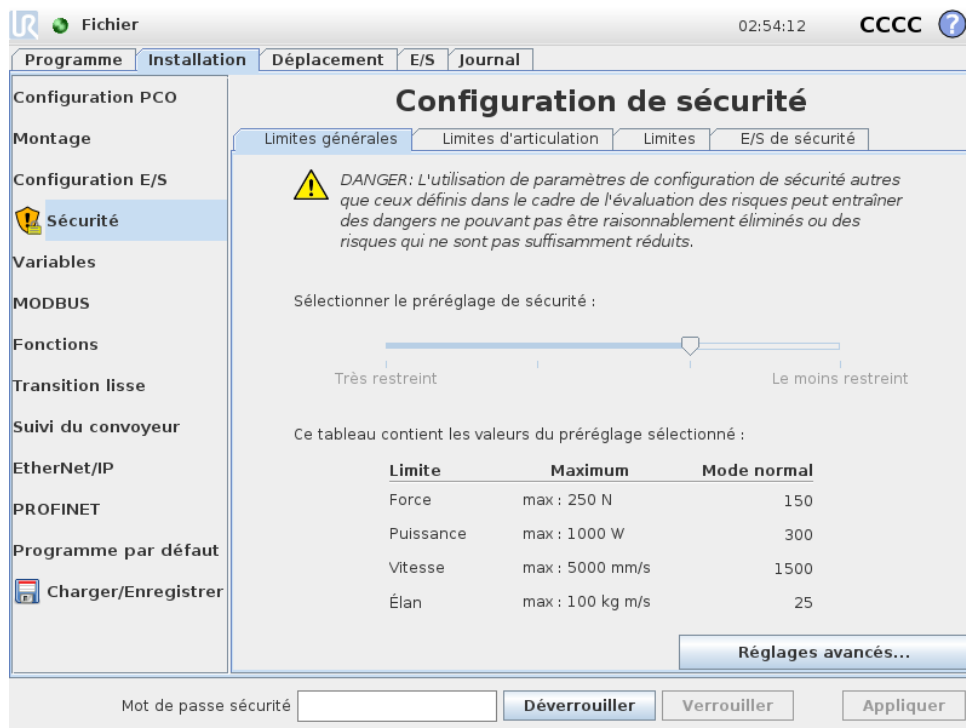 UR Fichier 02:54:12 CCCC ?
Programme Installation Déplacement E/S Journal
Configuration PCO
Montage
Configuration E/S
Sécurité
Variables
MODBUS
Fonctions
Transition lisse
Suivi du convoyeur
EtherNet/IP
PROFINET
Programme par défaut
Charger/Enregistrer
Configuration de sécurité
Limites générales Limites d'articulation Limites E/S de sécurité
DANGER: L'utilisation de paramètres de configuration de sécurité autres
que ceux définis dans le cadre de l'évaluation des risques peut entraîner
des dangers ne pouvant pas être raisonnablement éliminés ou des
risques qui ne sont pas suffisamment réduits.
Sélectionner le préréglage de sécurité :
Très restreint Le moins restreint
Ce tableau contient les valeurs du préréglage sélectionné :
Limite Maximum Mode normal
Force max : 250 N 150
Puissance max : 1000 W 300
Vitesse max : 5000 mm/s 1500
Élan max : 100 kg m/s 25
Réglages avancés...
Mot de passe sécurité Déverrouiller Verrouiller Appliquer